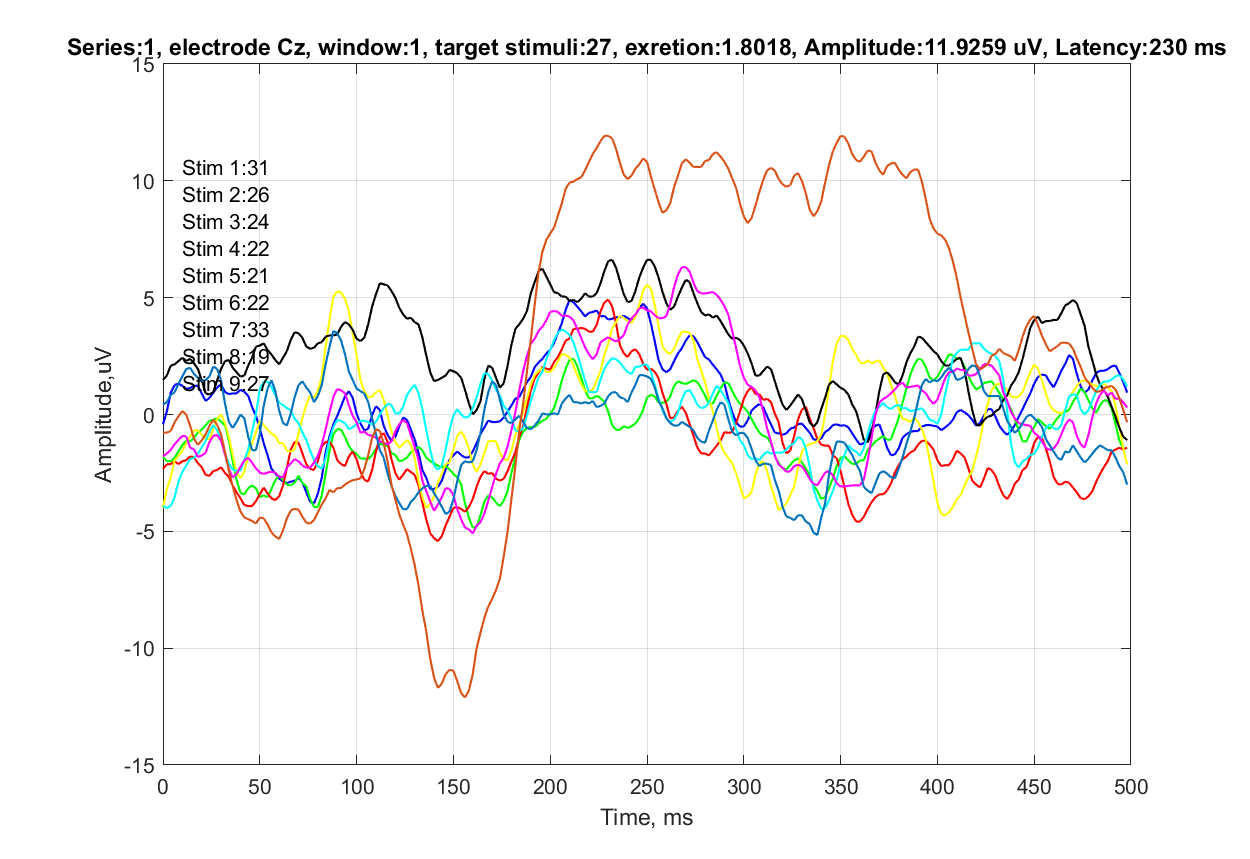 Series:1, electrode Cz, window:1, target stimuli:27, exretion:1.8018, Amplitude:11.9259 uV, Latency:230 ms
15
10
5
0
-5
-10
-15
Amplitude,uV
Stim 1:31
Stim 2:26
Stim 3:24
Stim 4:22
Stim 5:21
Stim 6:22
Stim 7:33
Stim 8:19
Stim 9:27
0 50 100 150 200 250 300 350 400 450 500
Time, ms